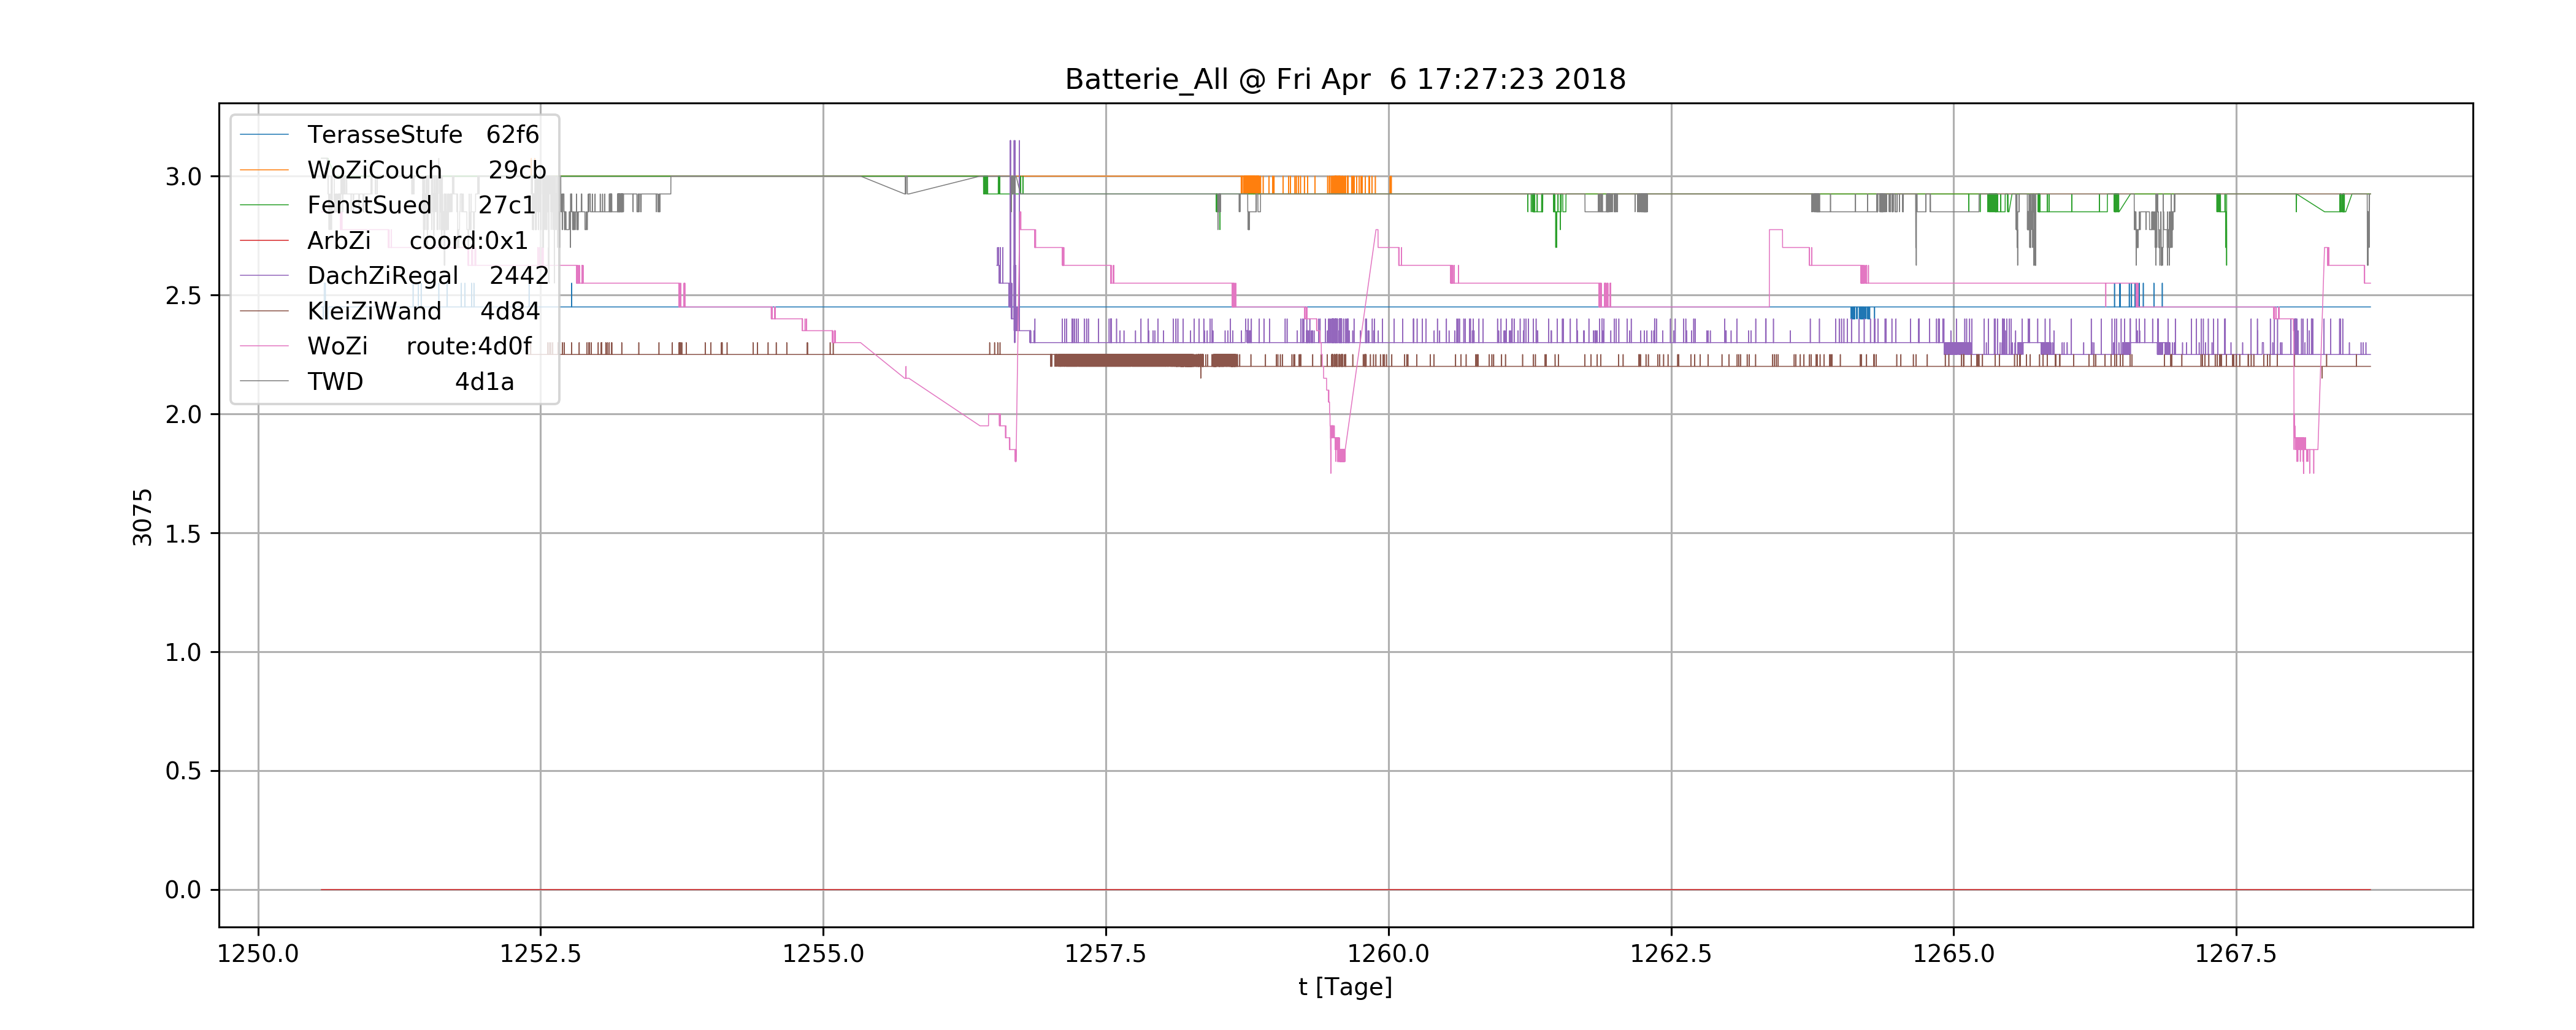 Batterie_All @ Fri Apr  6 17:27:23 2018
TerasseStufe   62f6
WoZiCouch      29cb
FenstSued      27c1
ArbZi     coord:0x1
DachZiRegal    2442
KleiZiWand     4d84
WoZi     route:4d0f
TWD            4d1a
3.0
2.5
2.0
1.5
1.0
0.5
0.0
3075
1250.0 1252.5 1255.0 1257.5 1260.0 1262.5 1265.0 1267.5
t [Tage]